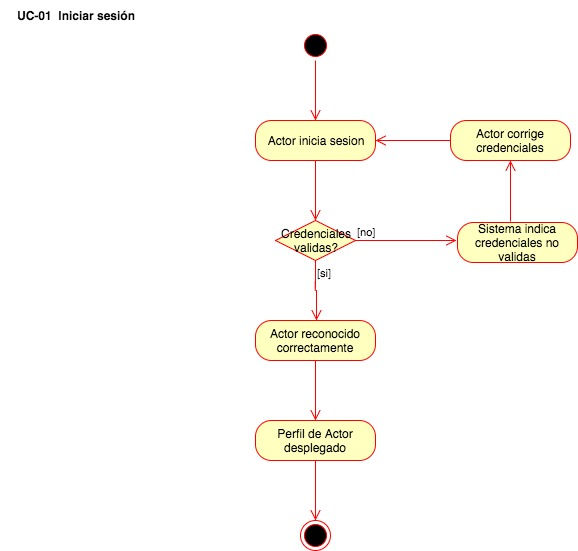 UC-01 Iniciar sesión
Actor inicia sesion
Actor corrige
credenciales
Credenciales
validas?
[no]
Sistema indica
credenciales no
validas
[si]
Actor reconocido
correctamente
Perfil de Actor
desplegado